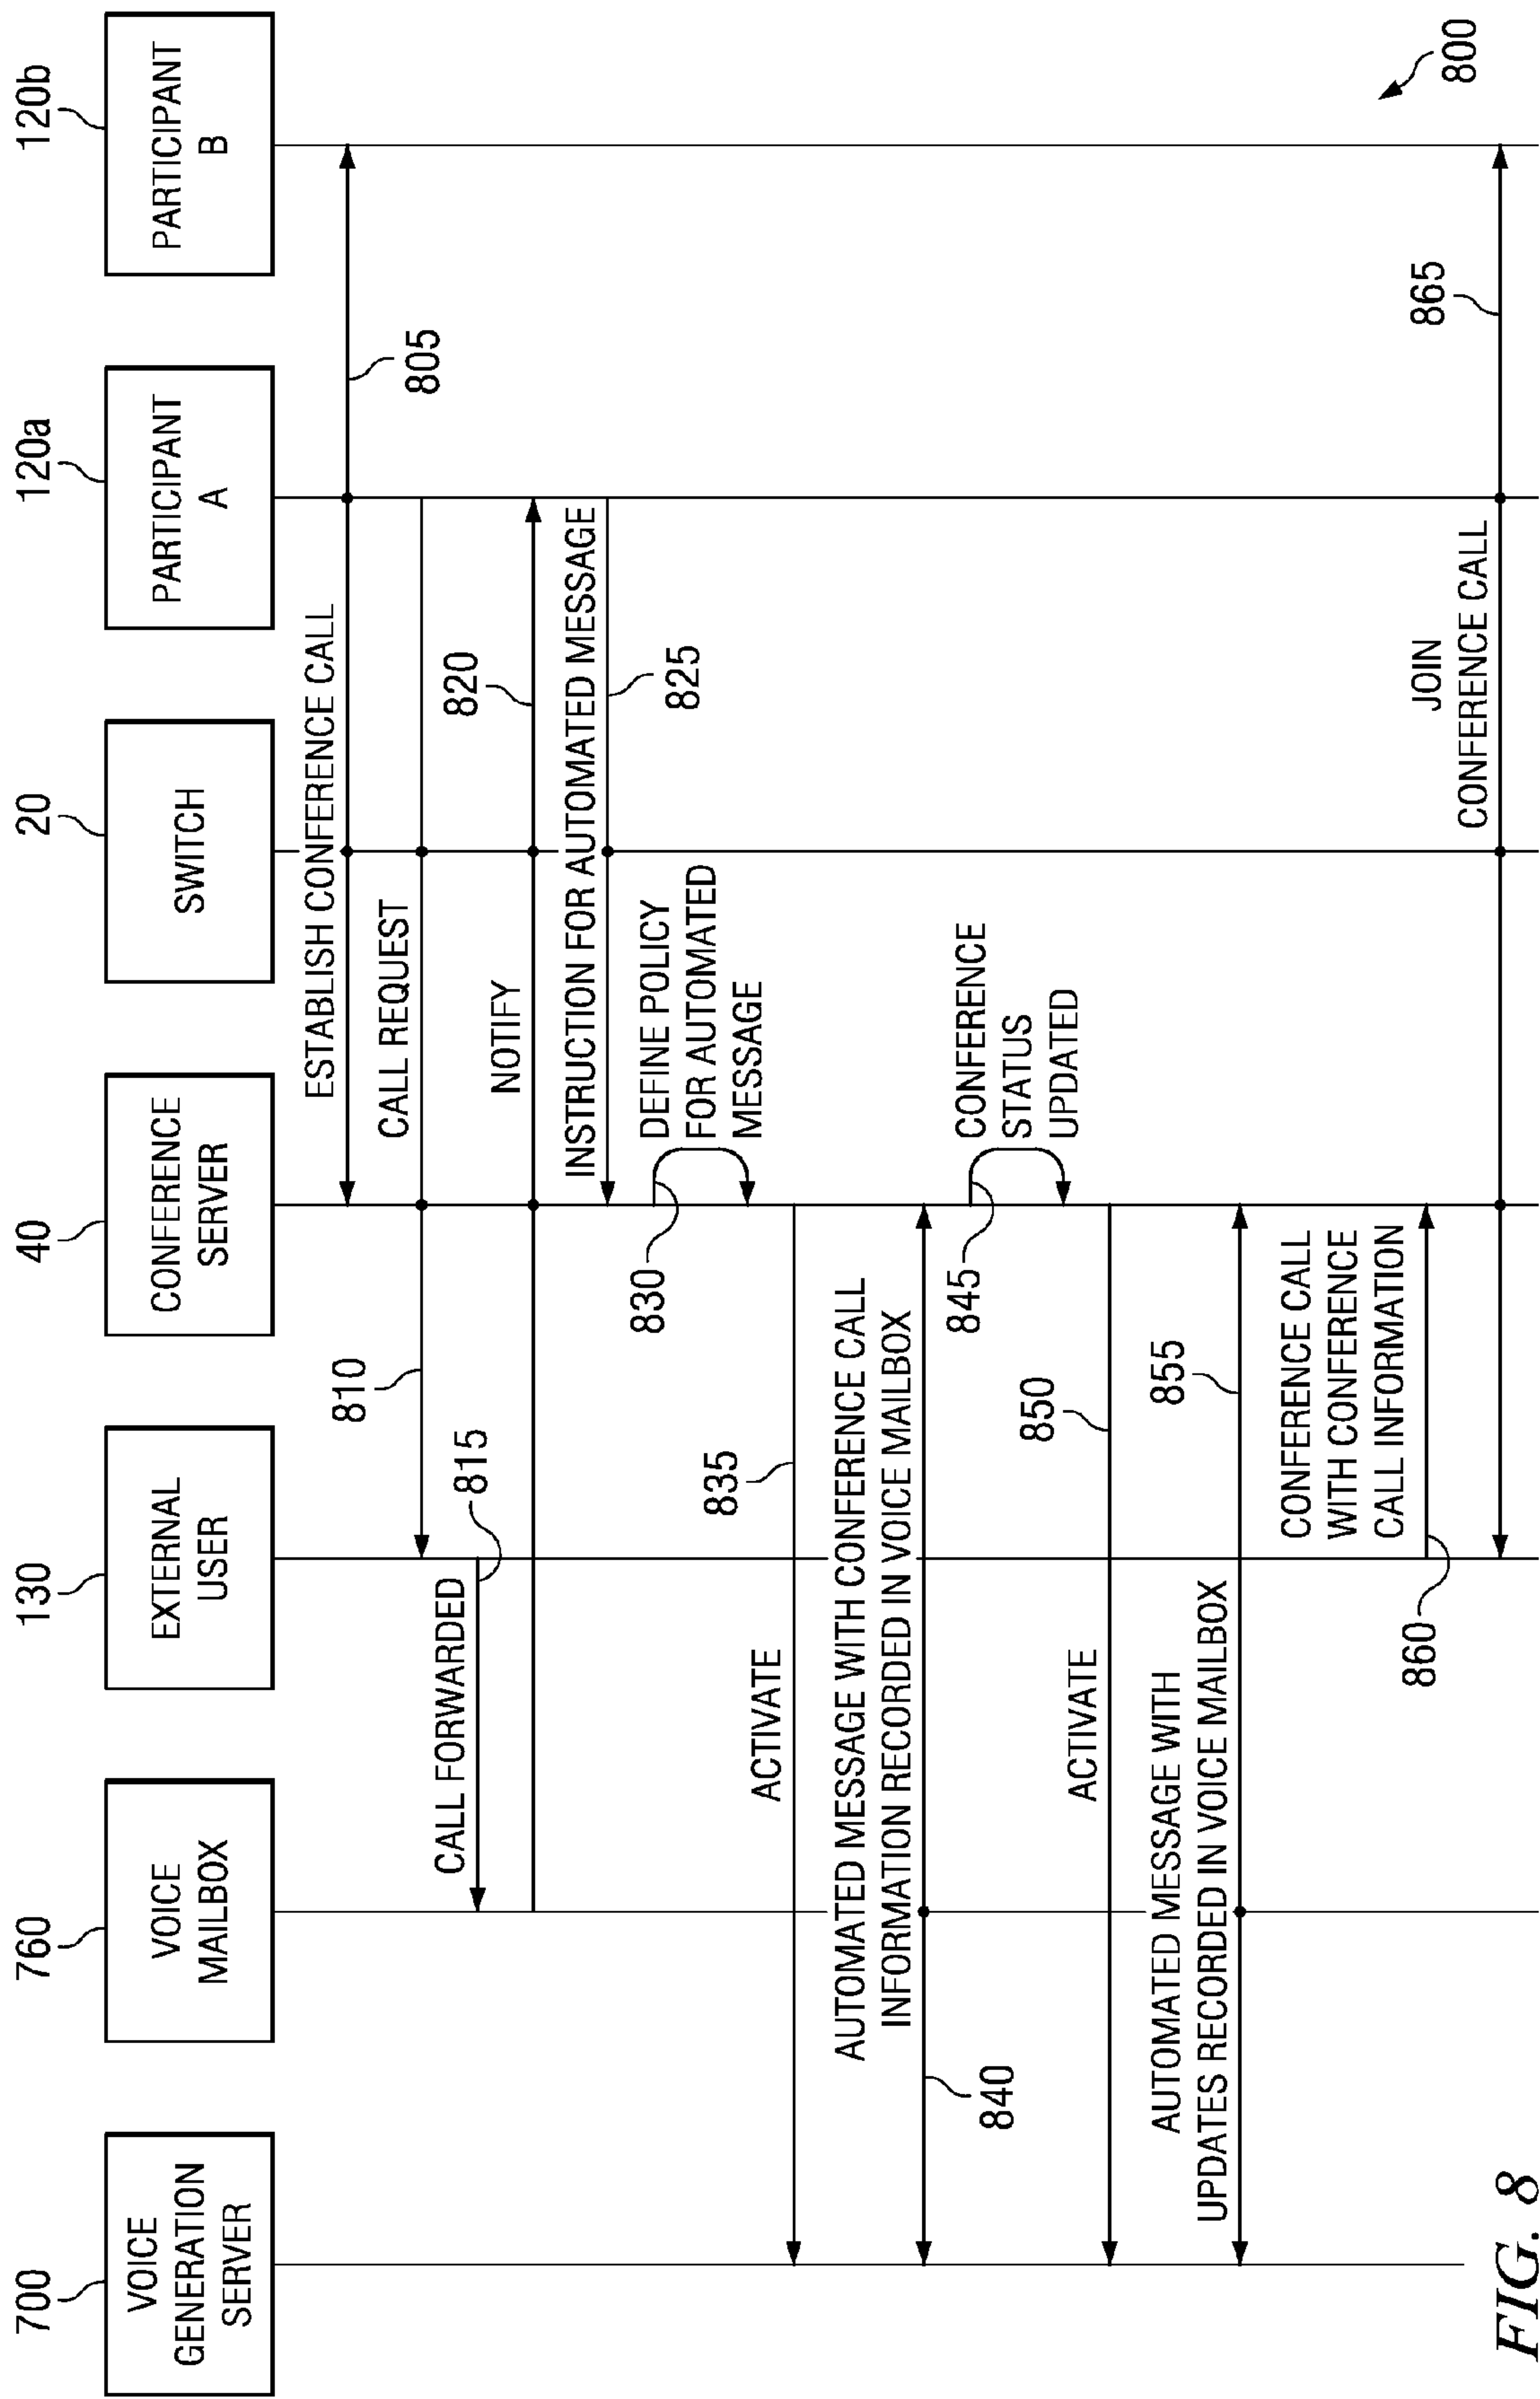 700
VOICE
GENERATION
SERVER
760
VOICE
MAILBOX
130
EXTERNAL
USER
40
CONFERENCE
SERVER
20
SWITCH
120a
PARTICIPANT
A
120b
PARTICIPANT
B
ESTABLISH CONFERENCE CALL
805
CALL REQUEST
810
CALL FORWARDED
815
NOTIFY
820
INSTRUCTION FOR AUTOMATED MESSAGE
825
DEFINE POLICY
FOR AUTOMATED
MESSAGE
830
ACTIVATE
835
AUTOMATED MESSAGE WITH CONFERENCE CALL
INFORMATION RECORDED IN VOICE MAILBOX
840
CONFERENCE
STATUS
UPDATED
845
ACTIVATE
850
AUTOMATED MESSAGE WITH
UPDATES RECORDED IN VOICE MAILBOX
855
CONFERENCE CALL
WITH CONFERENCE
CALL INFORMATION
860
JOIN
CONFERENCE CALL
865
800
FIG. 8